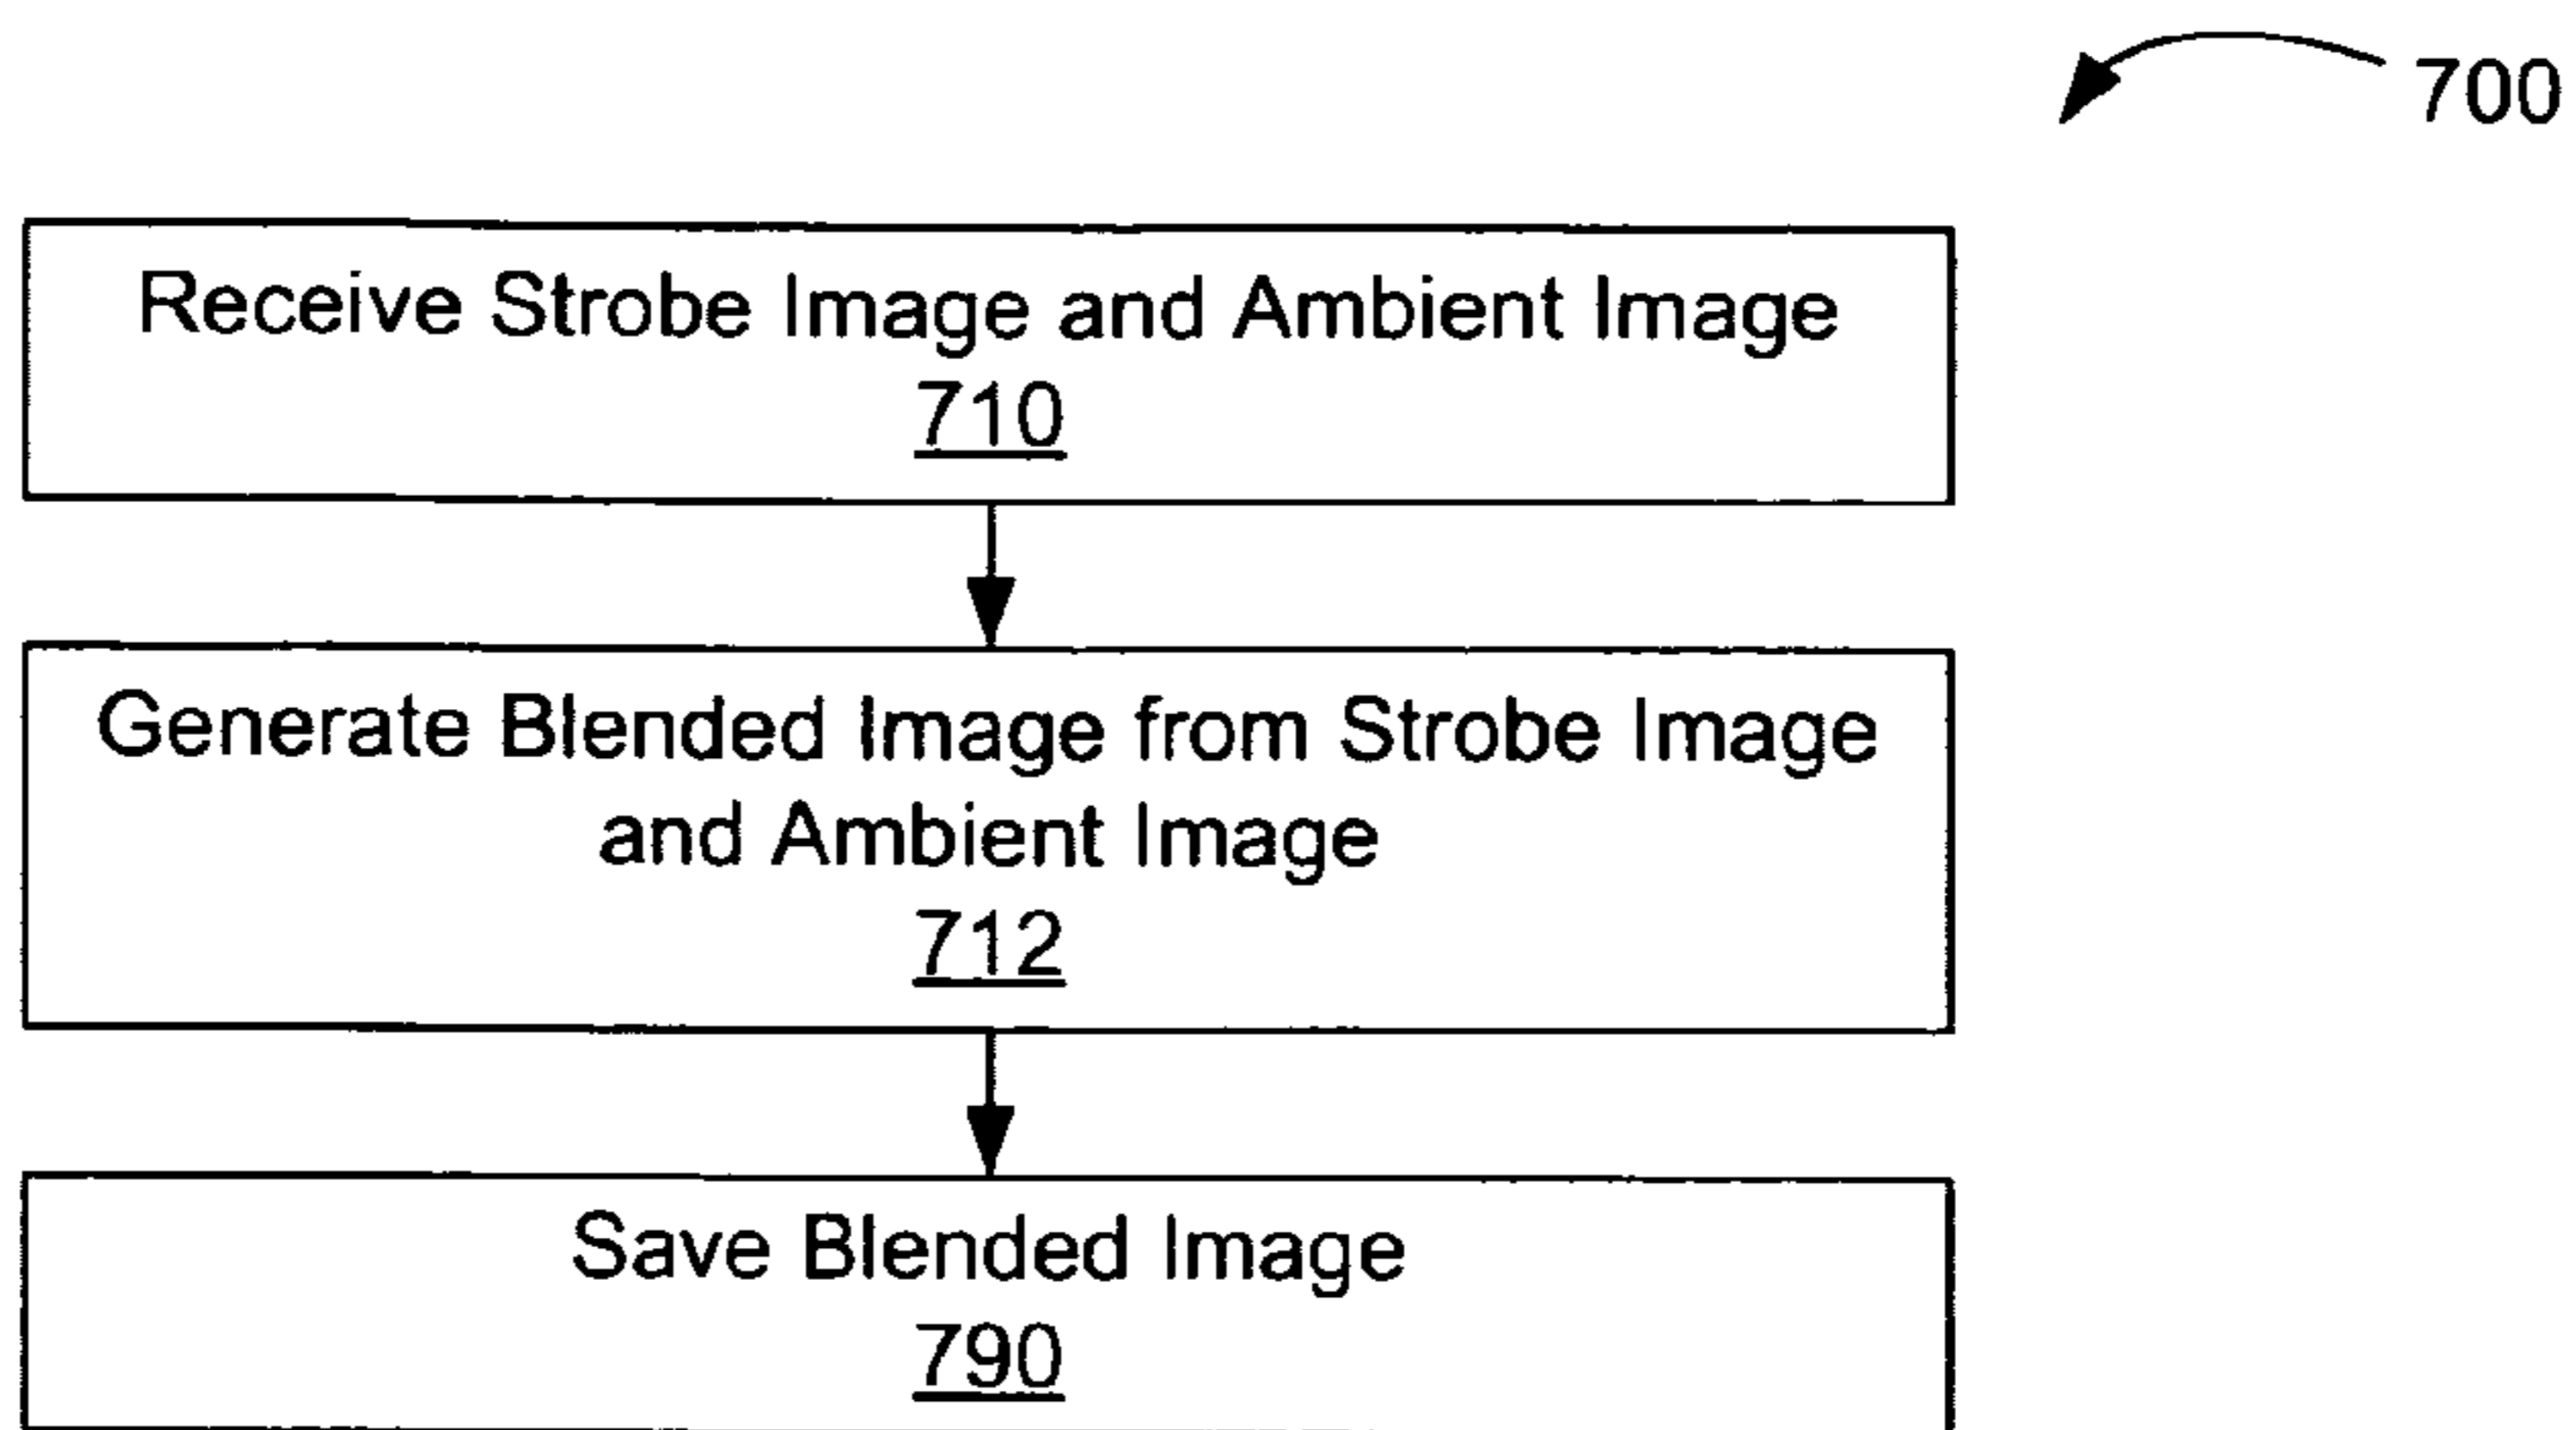 700
Receive Strobe Image and Ambient Image
710
Generate Blended Image from Strobe Image
and Ambient Image
712
Save Blended Image
790